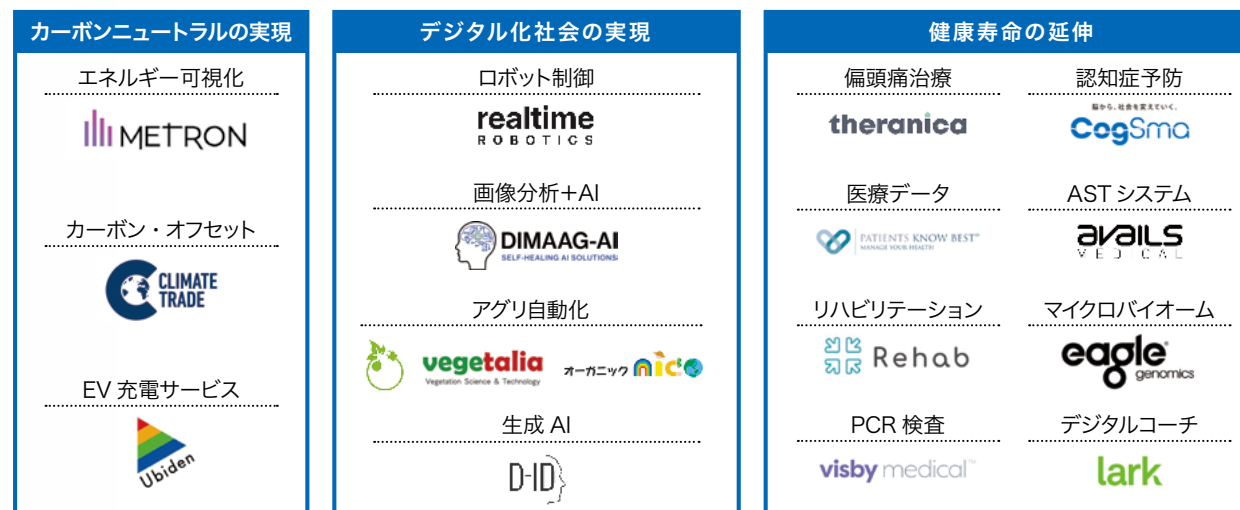 カーボンニュートラルの実現
エネルギー可視化
METRON
カーボン・オフセット
CLIMATE
TRADE
EV 充電サービス
Ubiden
デジタル化社会の実現
ロボット制御
realtime
ROBOTICS
画像分析+AI
DIMAAG-AI
SELF-HEALING AI SOLUTIONS
アグリ自動化
vegetalia
Vegetation Science & Technology
オーガニック nico
生成 AI
D-ID
健康寿命の延伸
偏頭痛治療
theranica
認知症予防
脳から、社会を変えていく。
CogSma
医療データ
PATIENTS KNOW BEST®
MANAGE YOUR HEALTH
AST システム
avails
MEDICAL
リハビリテーション
Rehab
マイクロバイオーム
eagle
genomics
PCR 検査
visby medical™
デジタルコーチ
lark